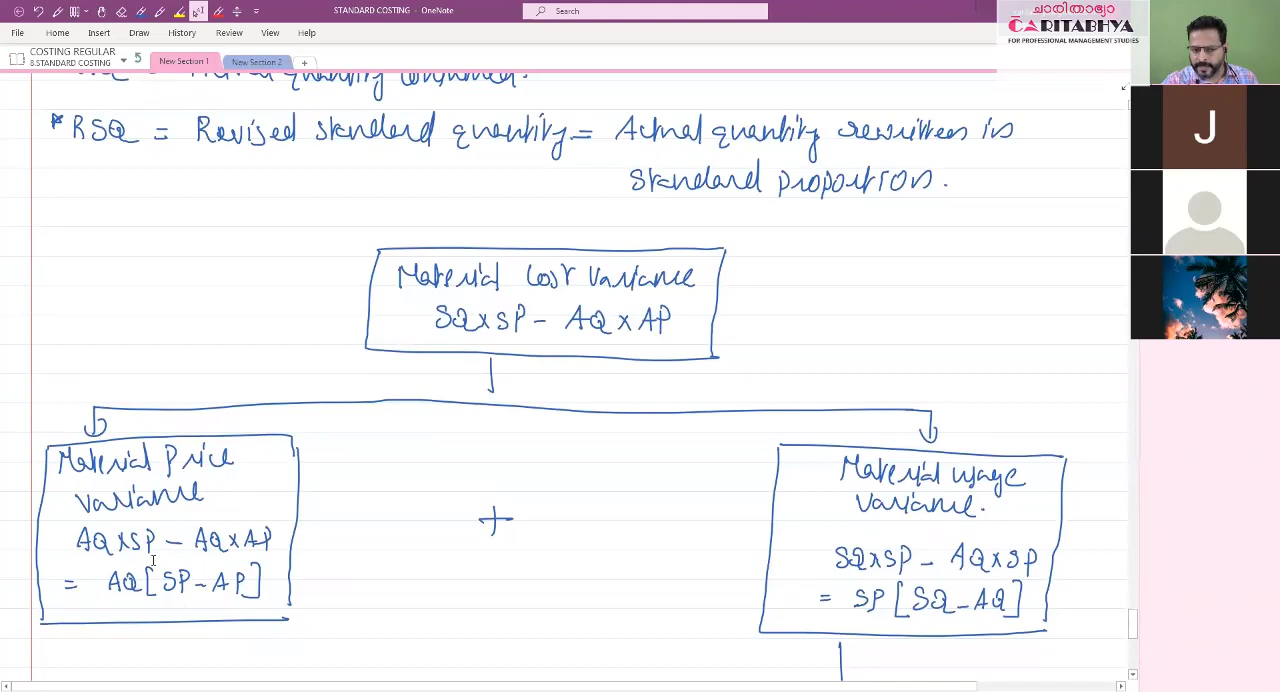 STANDARD COSTING - OneNote
Search
ചാരിതാഭ്യാ
CARITABHYA
FOR PROFESSIONAL MANAGEMENT STUDIES
File Home Insert Draw History Review View Help
COSTING REGULAR
8.STANDARD COSTING
New Section 1
New Section 2
+
= Actual quantity consumed.
* RSQ = Revised standard quantity = Actual quantity rewritten in
standard proportion.
Material Cost Variance
SQ×SP - AQ×AP
Material Price
Variance
AQ×SP - AQ×AP
= AQ[SP-AP]
+
Material usage
Variance.
SQ×SP - AQ×SP
= SP[SQ-AQ]
J